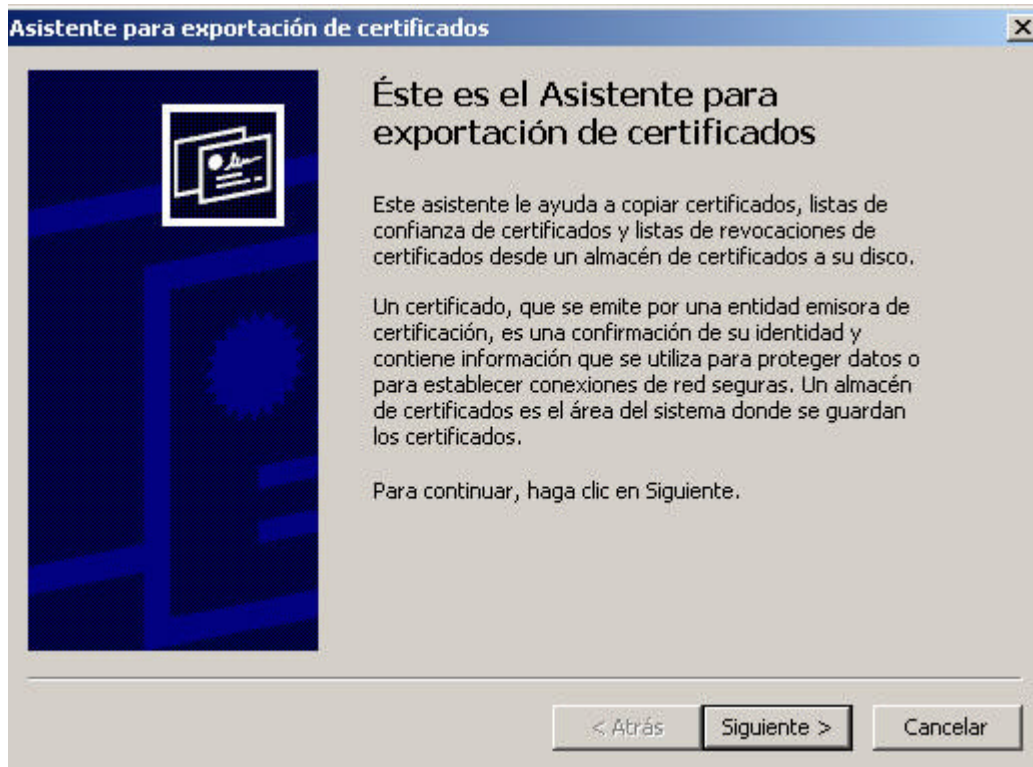 Asistente para exportación de certificados
Éste es el Asistente para
exportación de certificados
Este asistente le ayuda a copiar certificados, listas de
confianza de certificados y listas de revocaciones de
certificados desde un almacén de certificados a su disco.
Un certificado, que se emite por una entidad emisora de
certificación, es una confirmación de su identidad y
contiene información que se utiliza para proteger datos o
para establecer conexiones de red seguras. Un almacén
de certificados es el área del sistema donde se guardan
los certificados.
Para continuar, haga clic en Siguiente.
< Atrás Siguiente > Cancelar